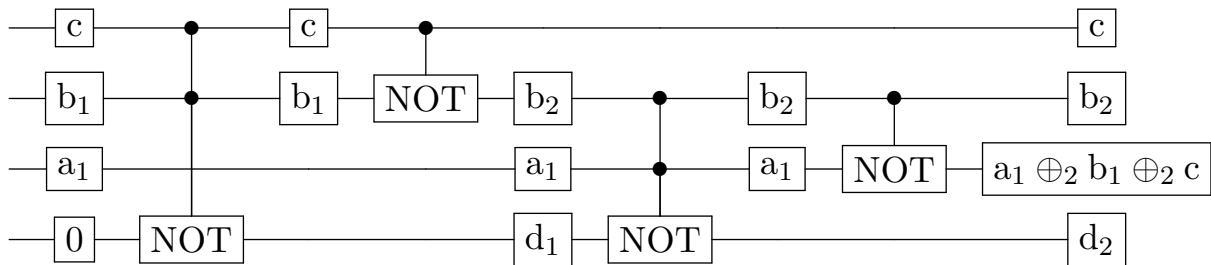 c c c
b₁ b₁ NOT b₂ b₂ b₂
a₁ a₁ a₁ NOT a₁ ⊕₂ b₁ ⊕₂ c
0 NOT d₁ NOT d₂